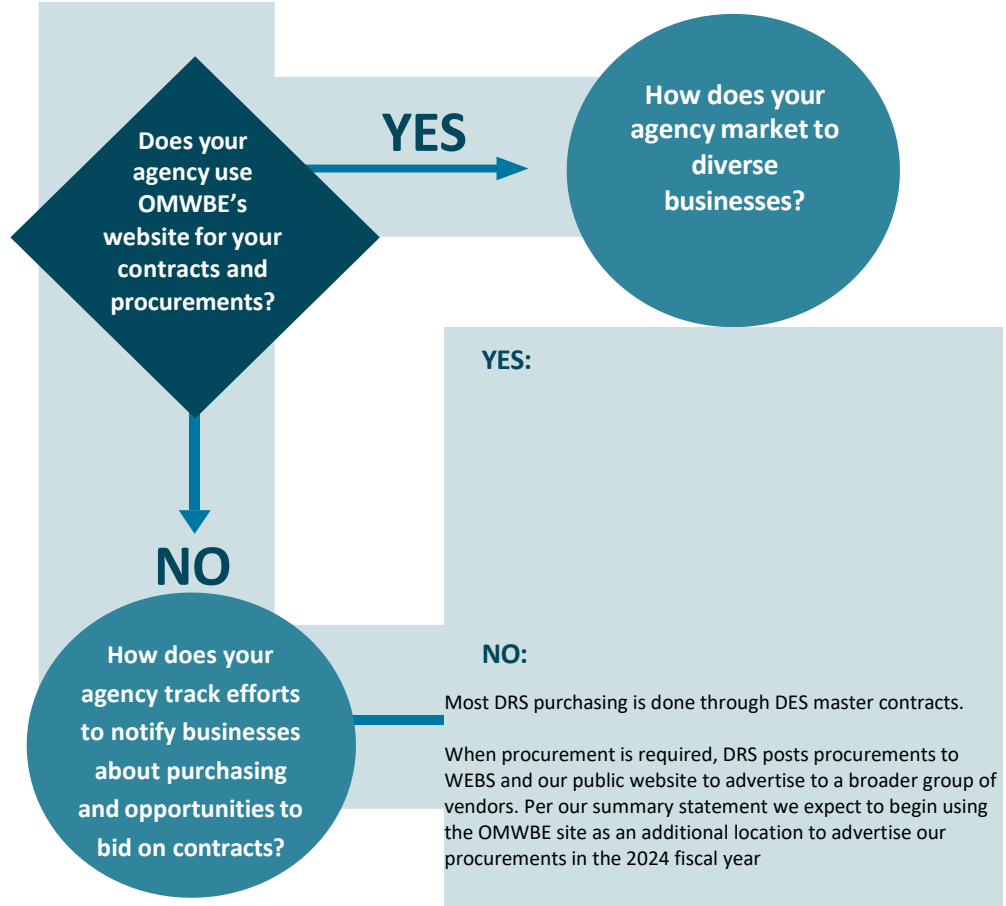 Does your
agency use
OMWBE’s
website for your
contracts and
procurements?
YES
How does your
agency market to
diverse
businesses?
YES:
NO
How does your
agency track efforts
to notify businesses
about purchasing
and opportunities to
bid on contracts?
NO:
Most DRS purchasing is done through DES master contracts.
When procurement is required, DRS posts procurements to
WEBS and our public website to advertise to a broader group of
vendors. Per our summary statement we expect to begin using
the OMWBE site as an additional location to advertise our
procurements in the 2024 fiscal year